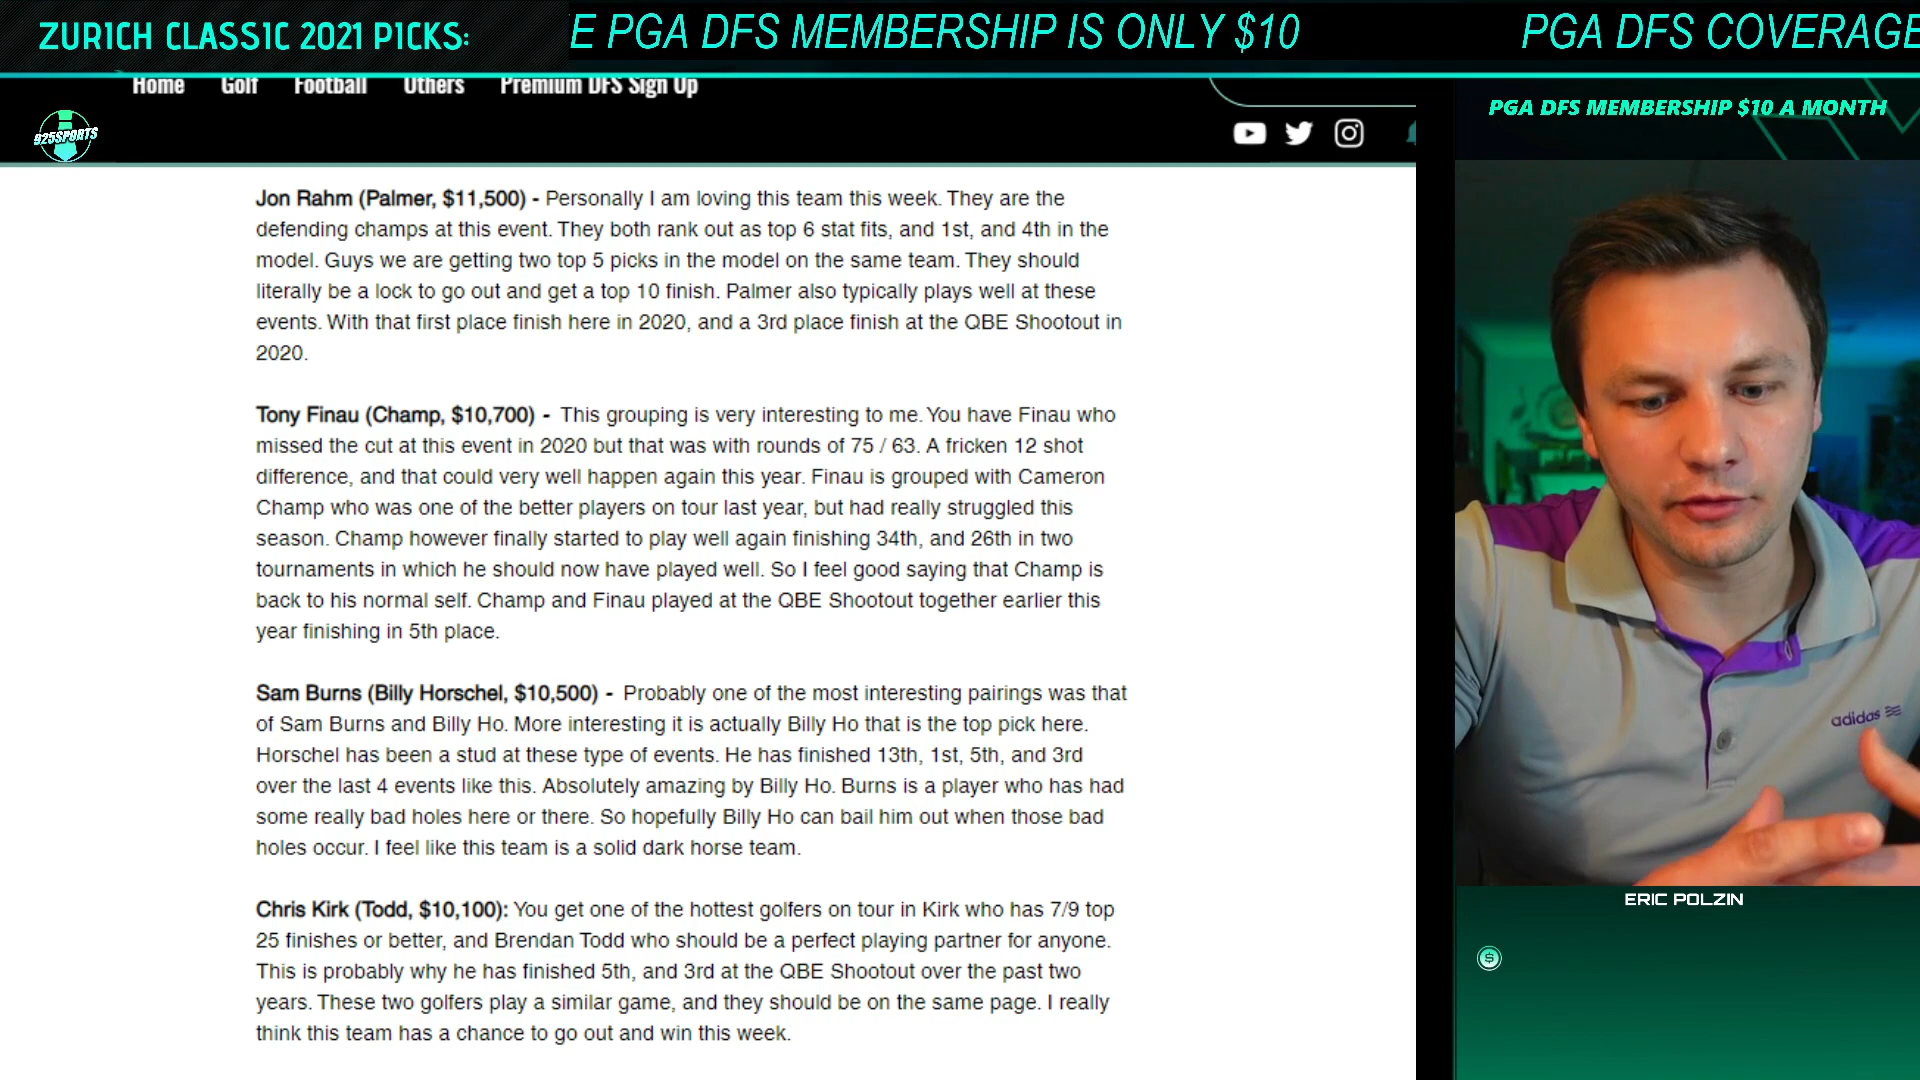 ZURICH CLASSIC 2021 PICKS:
E PGA DFS MEMBERSHIP IS ONLY $10
PGA DFS COVERAGE
Home Golf Football Others Premium DFS Sign Up
PGA DFS MEMBERSHIP $10 A MONTH
925SPORTS
Jon Rahm (Palmer, $11,500) - Personally I am loving this team this week. They are the
defending champs at this event. They both rank out as top 6 stat fits, and 1st, and 4th in the
model. Guys we are getting two top 5 picks in the model on the same team. They should
literally be a lock to go out and get a top 10 finish. Palmer also typically plays well at these
events. With that first place finish here in 2020, and a 3rd place finish at the QBE Shootout in
2020.
Tony Finau (Champ, $10,700) - This grouping is very interesting to me. You have Finau who
missed the cut at this event in 2020 but that was with rounds of 75 / 63. A fricken 12 shot
difference, and that could very well happen again this year. Finau is grouped with Cameron
Champ who was one of the better players on tour last year, but had really struggled this
season. Champ however finally started to play well again finishing 34th, and 26th in two
tournaments in which he should now have played well. So I feel good saying that Champ is
back to his normal self. Champ and Finau played at the QBE Shootout together earlier this
year finishing in 5th place.
Sam Burns (Billy Horschel, $10,500) - Probably one of the most interesting pairings was that
of Sam Burns and Billy Ho. More interesting it is actually Billy Ho that is the top pick here.
Horschel has been a stud at these type of events. He has finished 13th, 1st, 5th, and 3rd
over the last 4 events like this. Absolutely amazing by Billy Ho. Burns is a player who has had
some really bad holes here or there. So hopefully Billy Ho can bail him out when those bad
holes occur. I feel like this team is a solid dark horse team.
Chris Kirk (Todd, $10,100): You get one of the hottest golfers on tour in Kirk who has 7/9 top
25 finishes or better, and Brendan Todd who should be a perfect playing partner for anyone.
This is probably why he has finished 5th, and 3rd at the QBE Shootout over the past two
years. These two golfers play a similar game, and they should be on the same page. I really
think this team has a chance to go out and win this week.
adidas
ERIC POLZIN
$